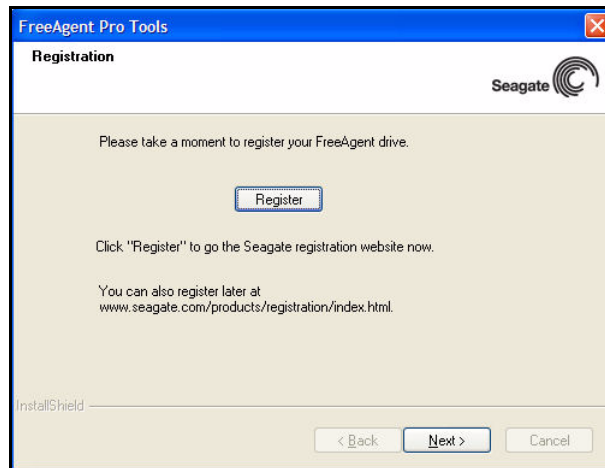 FreeAgent Pro Tools
Registration
Seagate
Please take a moment to register your FreeAgent drive.
Register
Click "Register" to go the Seagate registration website now.
You can also register later at
www.seagate.com/products/registration/index.html.
InstallShield
< Back Next > Cancel